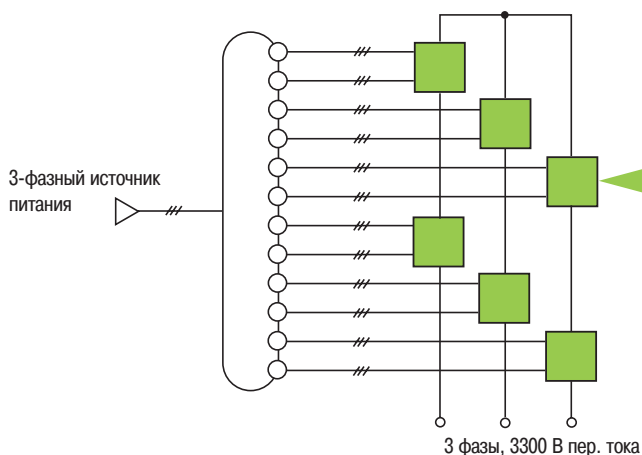 3-фазный источник
питания
3 фазы, 3300 В пер. тока